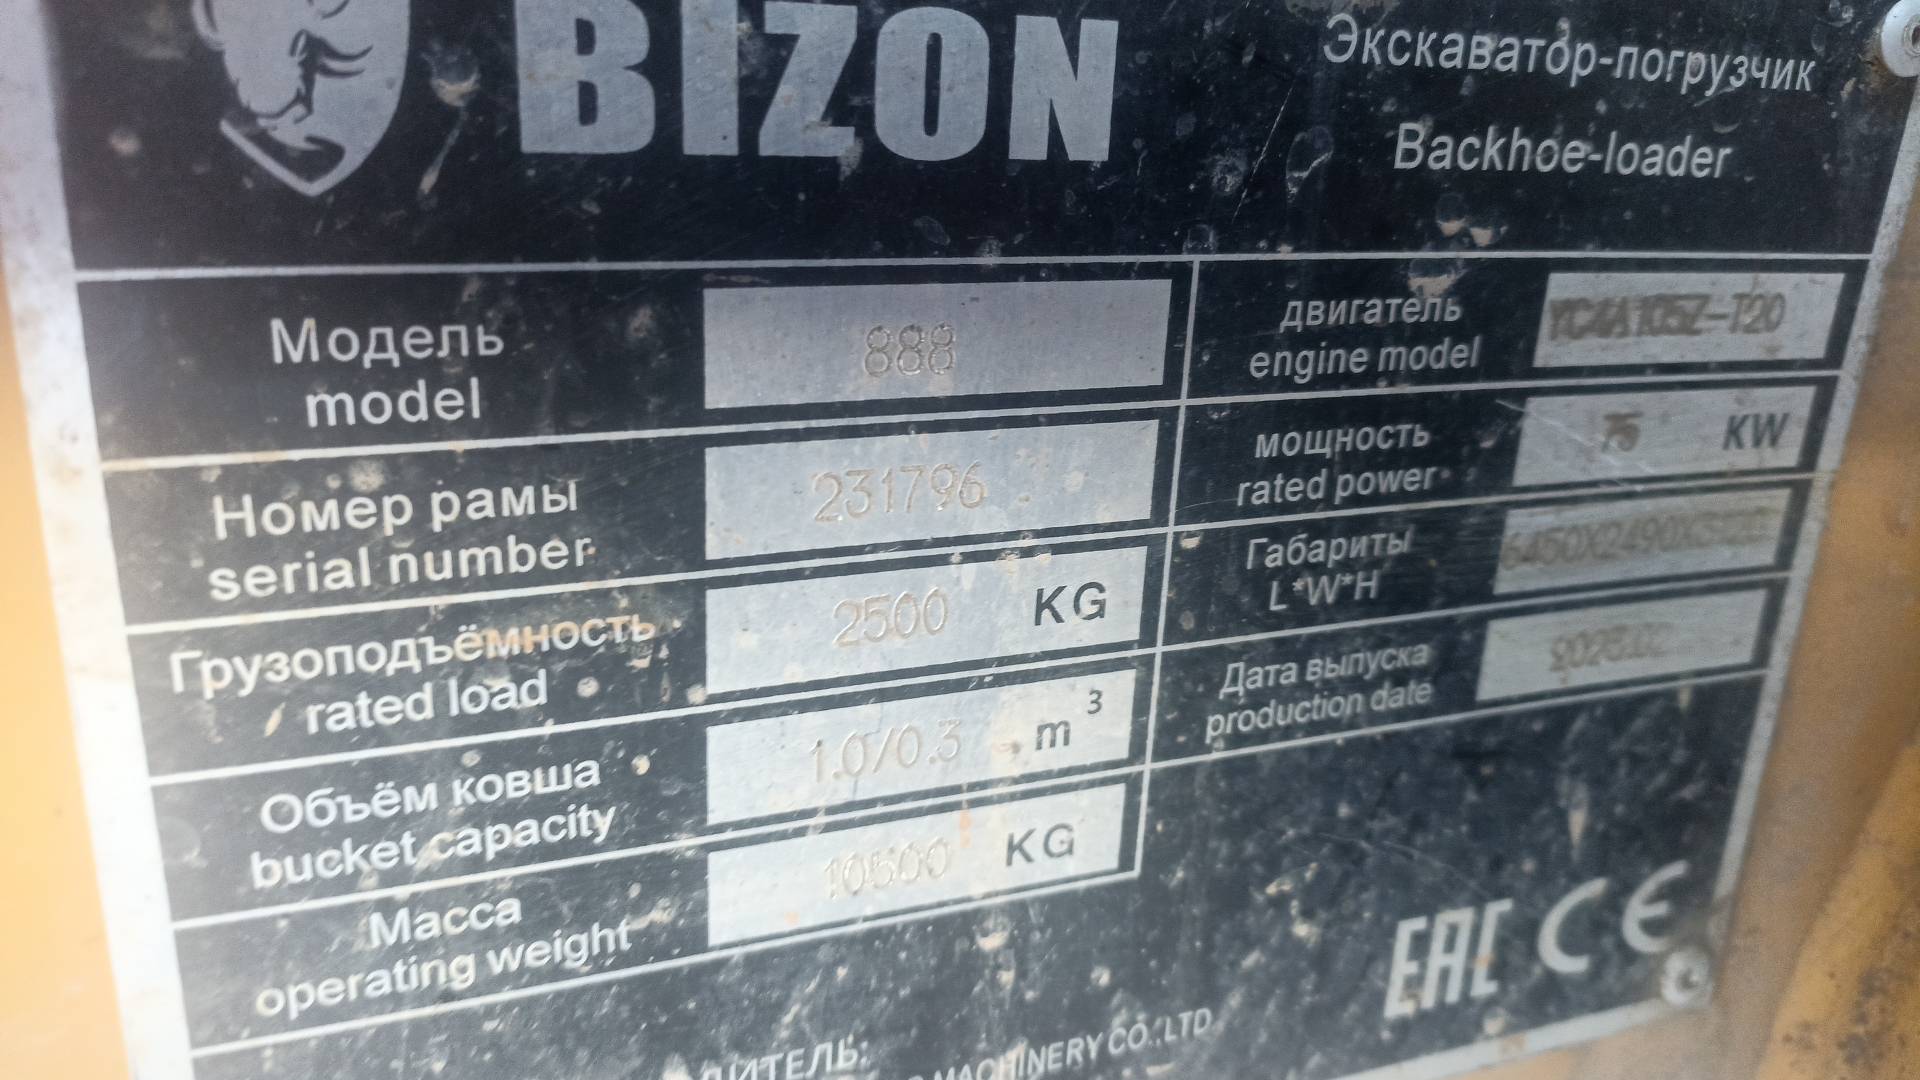 BIZON
Экскаватор-погрузчик
Backhoe-loader
Модель
model
888
Номер рамы
serial number
231796
Грузоподъёмность
rated load
2500 KG
Объём ковша
bucket capacity
1.0/0.3 m³
Масса
operating weight
10500 KG
двигатель
engine model
YC4A105Z-T20
мощность
rated power
75 KW
Габариты
L*W*H
Дата выпуска
production date
EAC CE
MACHINERY CO.,LTD